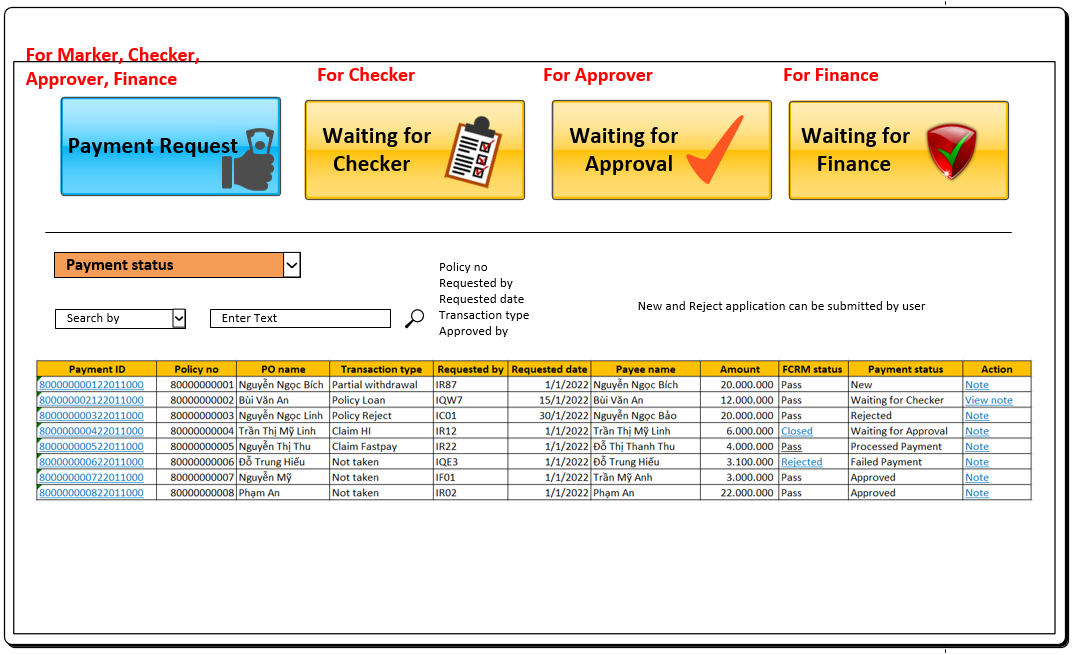 For Marker, Checker,
Approver, Finance
For Checker
For Approver
For Finance
Payment Request
Waiting for
Checker
Waiting for
Approval
Waiting for
Finance
Payment status
Search by
Enter Text
Policy no
Requested by
Requested date
Transaction type
Approved by
New and Reject application can be submitted by user
Payment ID Policy no PO name Transaction type Requested by Requested date Payee name Amount FCRM status Payment status Action
800000000122011000 80000000001 Nguyễn Ngọc Bích Partial withdrawal IR87 1/1/2022 Nguyễn Ngọc Bích 20.000.000 Pass New Note
800000002122011000 80000000002 Bùi Văn An Policy Loan IQW7 15/1/2022 Bùi Văn An 12.000.000 Pass Waiting for Checker View note
800000000322011000 80000000003 Nguyễn Ngọc Linh Policy Reject IC01 30/1/2022 Nguyễn Ngọc Bảo 20.000.000 Pass Rejected Note
800000000422011000 80000000004 Trần Thị Mỹ Linh Claim HI IR12 1/1/2022 Trần Thị Mỹ Linh 6.000.000 Closed Waiting for Approval Note
800000000522011000 80000000005 Nguyễn Thị Thu Claim Fastpay IR22 1/1/2022 Đỗ Thị Thanh Thu 4.000.000 Pass Processed Payment Note
800000000622011000 80000000006 Đỗ Trung Hiếu Not taken IQE3 1/1/2022 Đỗ Trung Hiếu 3.100.000 Rejected Failed Payment Note
800000000722011000 80000000007 Nguyễn Mỹ Not taken IF01 1/1/2022 Trần Mỹ Anh 3.000.000 Pass Approved Note
800000000822011000 80000000008 Phạm An Not taken IR02 1/1/2022 Phạm An 22.000.000 Pass Approved Note